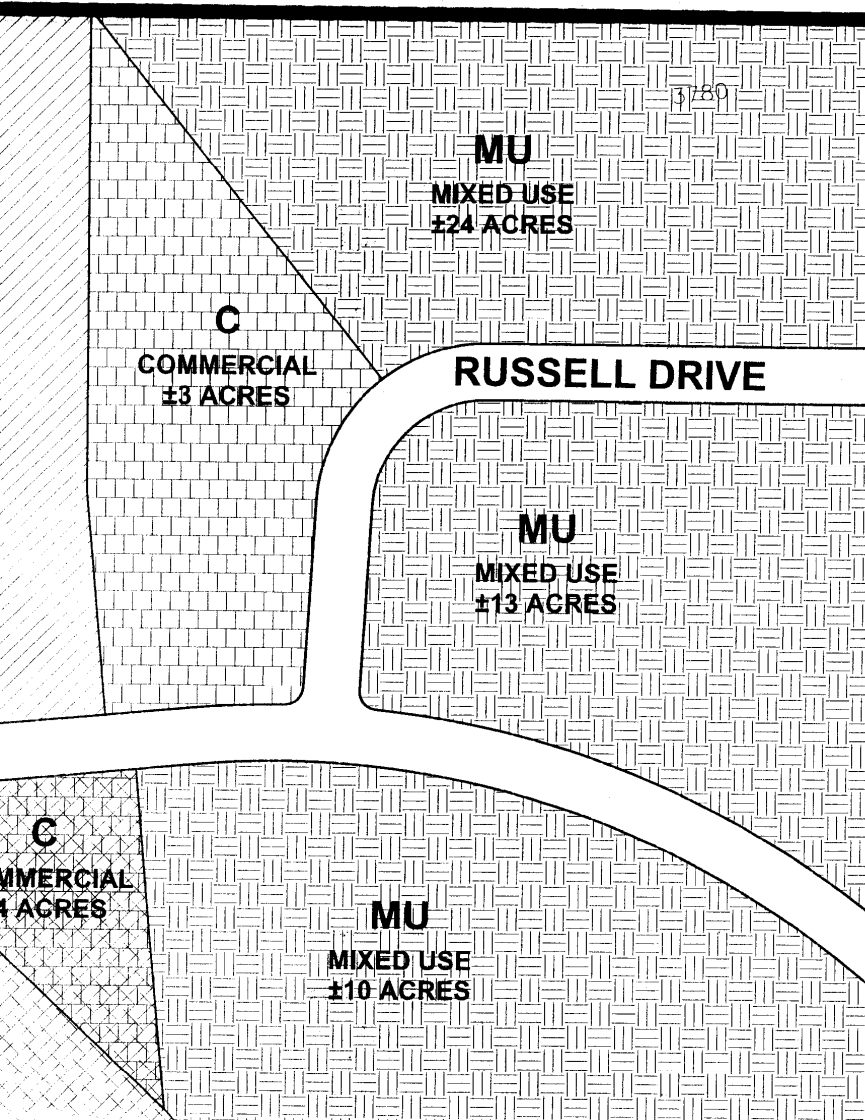 3780
MU
MIXED USE
±24 ACRES
C
COMMERCIAL
±3 ACRES
RUSSELL DRIVE
MU
MIXED USE
±13 ACRES
C
MMERCIAL
4 ACRES
MU
MIXED USE
±10 ACRES